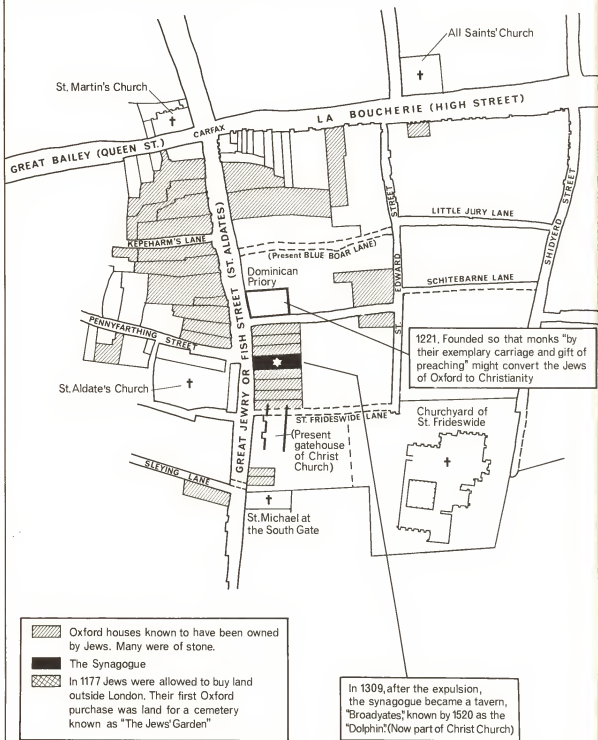 All Saints' Church
St. Martin's Church
LA BOUCHERIE (HIGH STREET)
CARFAX
GREAT BAILEY (QUEEN ST.)
STREET
LITTLE JURY LANE
SHIDYERD STREET
KEPEHARM'S LANE
(Present BLUE BOAR LANE)
GREAT JEWRY OR FISH STREET (ST. ALDATES)
Dominican
Priory
ST. EDWARD
SCHITEBARNE LANE
PENNYFARTHING STREET
1221. Founded so that monks "by
their exemplary carriage and gift of
preaching" might convert the Jews
of Oxford to Christianity
St. Aldate's Church
ST. FRIDESWIDE LANE
Churchyard of
St. Frideswide
(Present
gatehouse
of Christ
Church)
SLEYING LANE
St. Michael at
the South Gate
Oxford houses known to have been owned
by Jews. Many were of stone.
The Synagogue
In 1177 Jews were allowed to buy land
outside London. Their first Oxford
purchase was land for a cemetery
known as "The Jews' Garden"
In 1309, after the expulsion,
the synagogue became a tavern,
"Broadyates", known by 1520 as the
"Dolphin". (Now part of Christ Church)